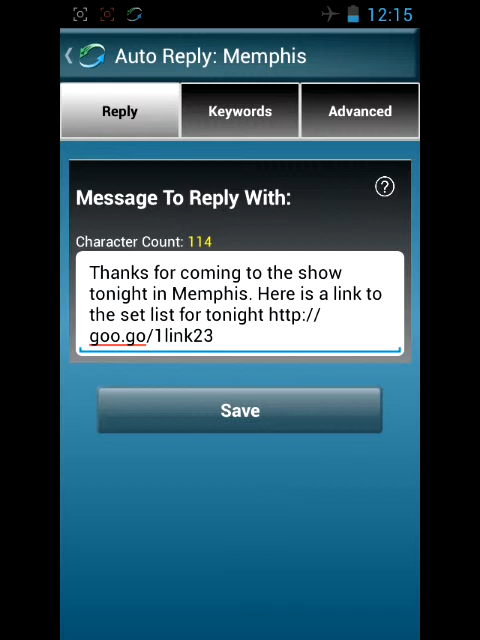 12:15
Auto Reply: Memphis
Reply Keywords Advanced
?
Message To Reply With:
Character Count: 114
Thanks for coming to the show
tonight in Memphis. Here is a link to
the set list for tonight http://
goo.go/1link23
Save